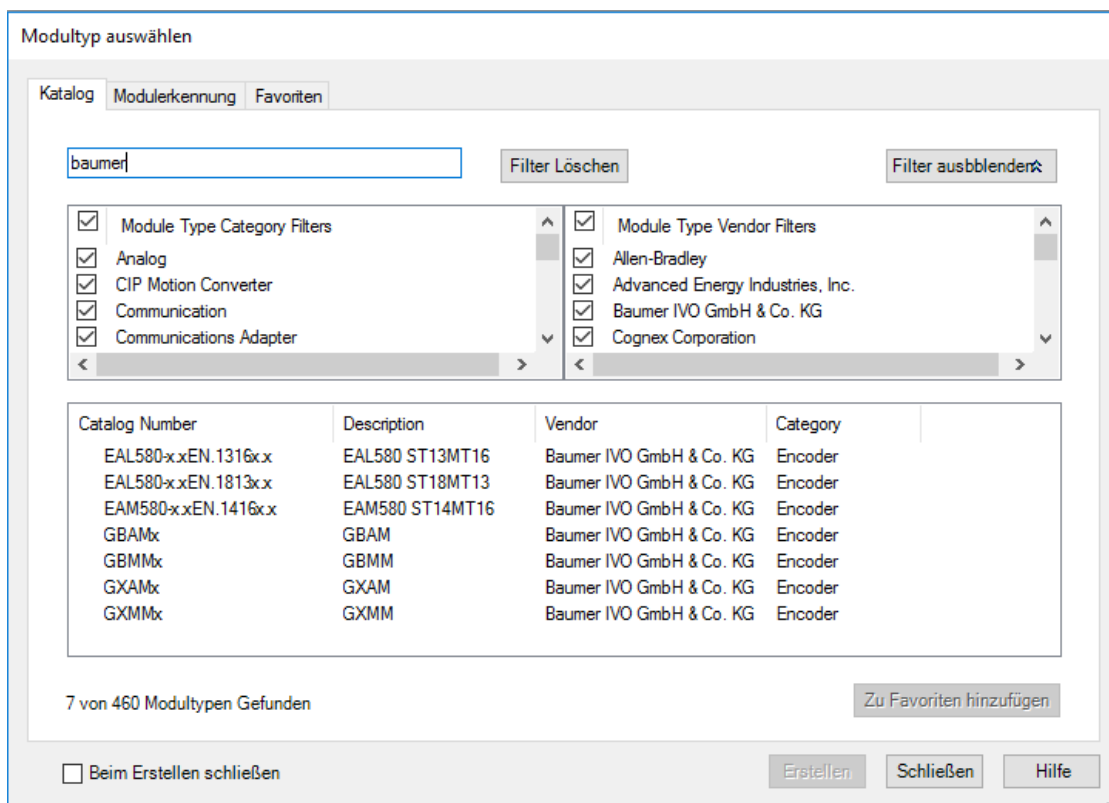 Modultyp auswählen
Katalog Modulerkennung Favoriten
baumer Filter Löschen Filter ausbblenden
Module Type Category Filters
Analog
CIP Motion Converter
Communication
Communications Adapter
Module Type Vendor Filters
Allen-Bradley
Advanced Energy Industries, Inc.
Baumer IVO GmbH & Co. KG
Cognex Corporation
Catalog Number Description Vendor Category
EAL580-x.xEN.1316x.x EAL580 ST13MT16 Baumer IVO GmbH & Co. KG Encoder
EAL580-x.xEN.1813x.x EAL580 ST18MT13 Baumer IVO GmbH & Co. KG Encoder
EAM580-x.xEN.1416x.x EAM580 ST14MT16 Baumer IVO GmbH & Co. KG Encoder
GBAMx GBAM Baumer IVO GmbH & Co. KG Encoder
GBMMx GBMM Baumer IVO GmbH & Co. KG Encoder
GXAMx GXAM Baumer IVO GmbH & Co. KG Encoder
GXMMx GXMM Baumer IVO GmbH & Co. KG Encoder
7 von 460 Modultypen Gefunden Zu Favoriten hinzufügen
Beim Erstellen schließen Erstellen Schließen Hilfe